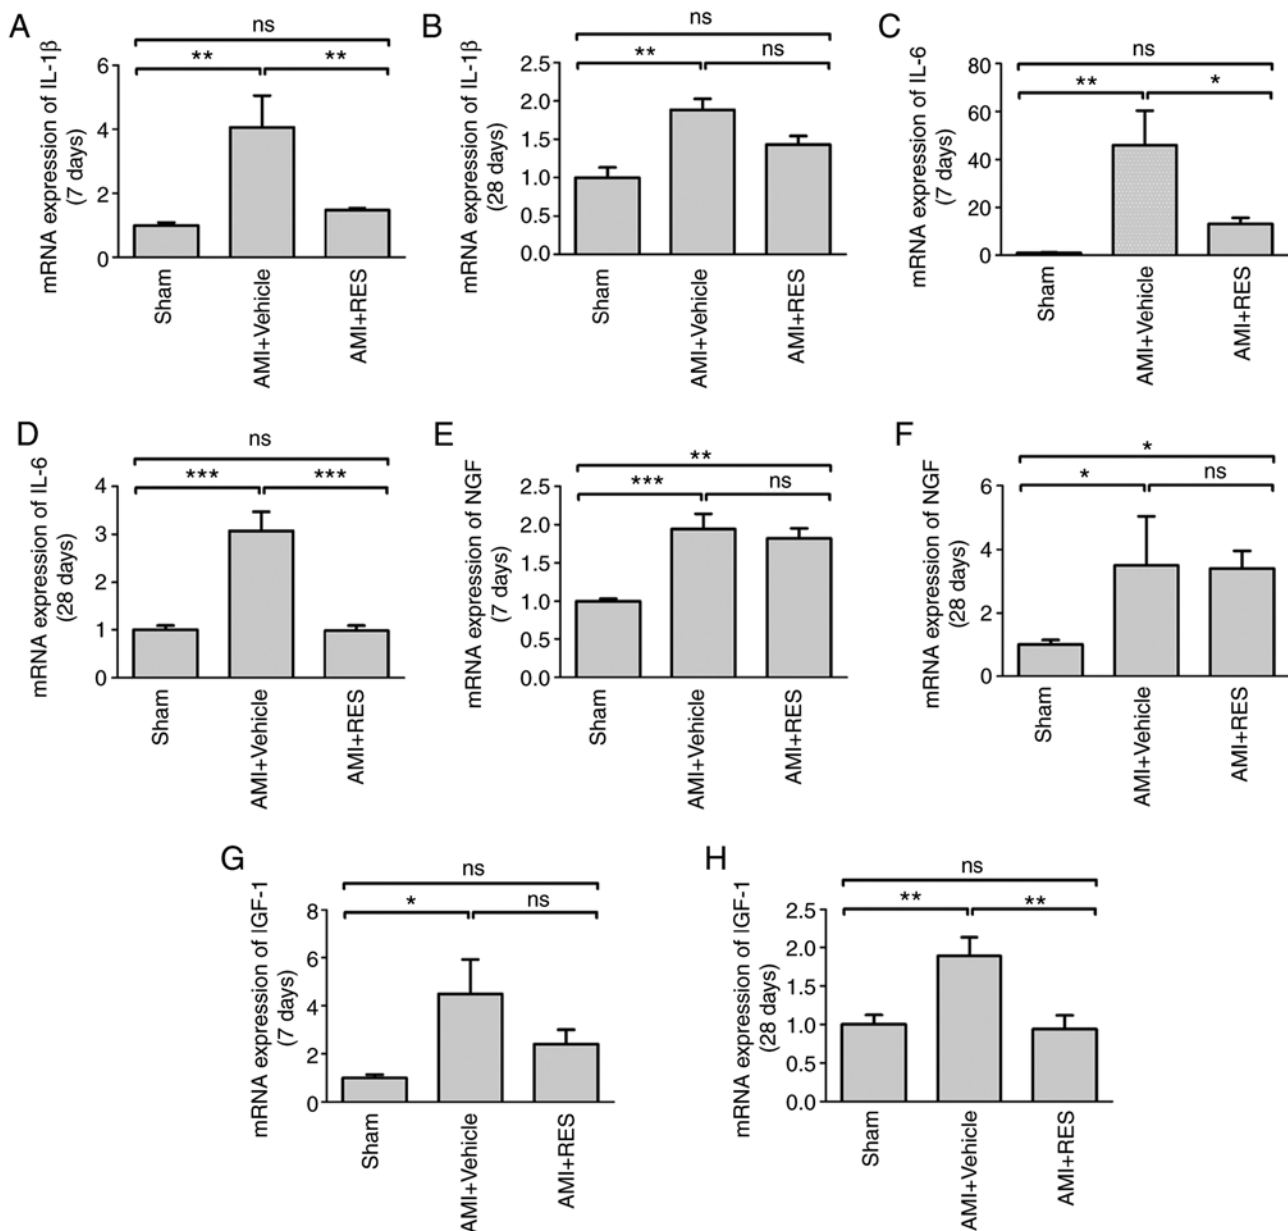 A
mRNA expression of IL-1β
(7 days)
ns
**
**
6
4
2
0
Sham
AMI+Vehicle
AMI+RES
B
mRNA expression of IL-1β
(28 days)
ns
**
ns
2.5
2.0
1.5
1.0
0.5
0.0
Sham
AMI+Vehicle
AMI+RES
C
mRNA expression of IL-6
(7 days)
ns
**
*
80
60
40
20
0
Sham
AMI+Vehicle
AMI+RES
D
mRNA expression of IL-6
(28 days)
ns
***
***
4
3
2
1
0
Sham
AMI+Vehicle
AMI+RES
E
mRNA expression of NGF
(7 days)
**
***
ns
2.5
2.0
1.5
1.0
0.5
0.0
Sham
AMI+Vehicle
AMI+RES
F
mRNA expression of NGF
(28 days)
*
*
ns
6
4
2
0
Sham
AMI+Vehicle
AMI+RES
G
mRNA expression of IGF-1
(7 days)
ns
*
ns
8
6
4
2
0
Sham
AMI+Vehicle
AMI+RES
H
mRNA expression of IGF-1
(28 days)
ns
**
**
2.5
2.0
1.5
1.0
0.5
0.0
Sham
AMI+Vehicle
AMI+RES